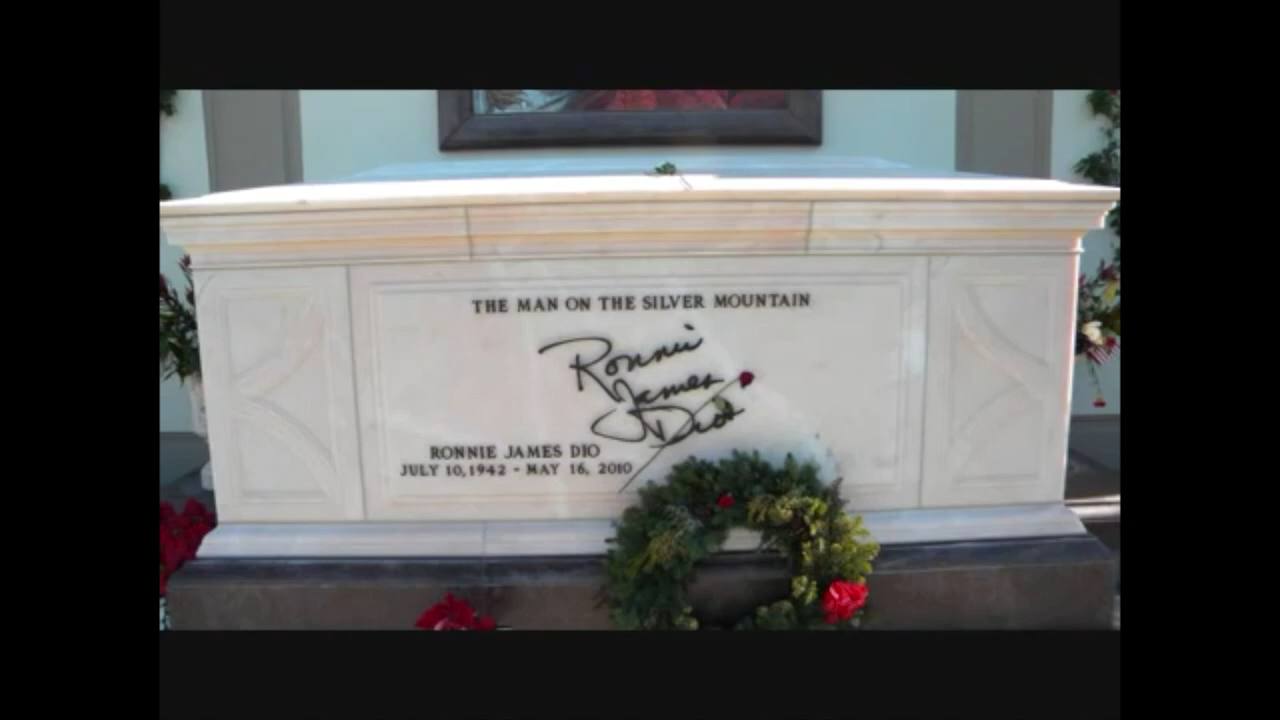 THE MAN ON THE SILVER MOUNTAIN
Ronnie
James
Dio
RONNIE JAMES DIO
JULY 10, 1942 - MAY 16, 2010